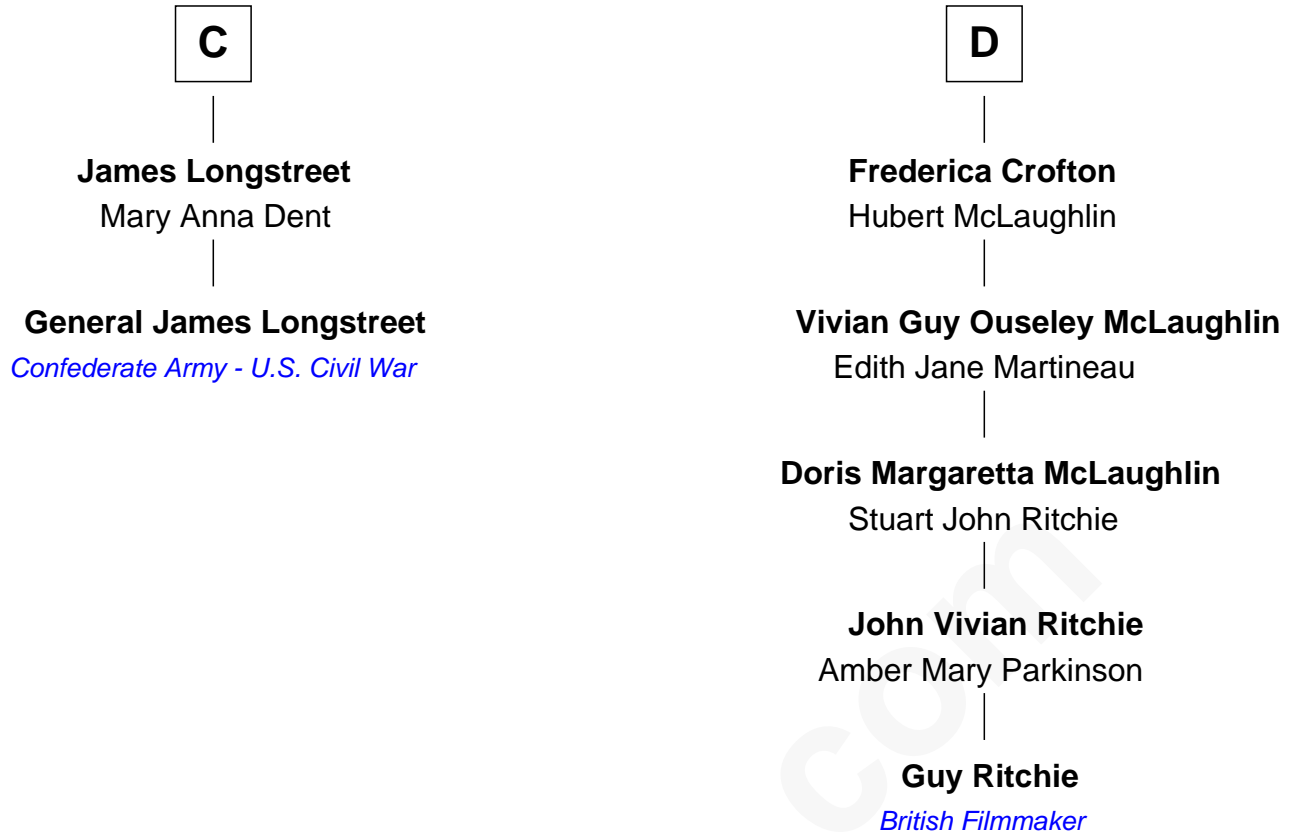 C
James Longstreet
Mary Anna Dent
General James Longstreet
Confederate Army - U.S. Civil War
D
Frederica Crofton
Hubert McLaughlin
Vivian Guy Ouseley McLaughlin
Edith Jane Martineau
Doris Margaretta McLaughlin
Stuart John Ritchie
John Vivian Ritchie
Amber Mary Parkinson
Guy Ritchie
British Filmmaker
com